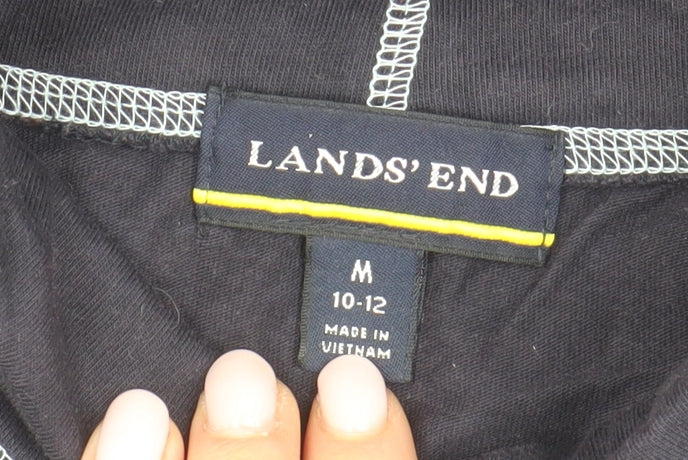 LANDS' END
M
10-12
MADE IN
VIETNAM